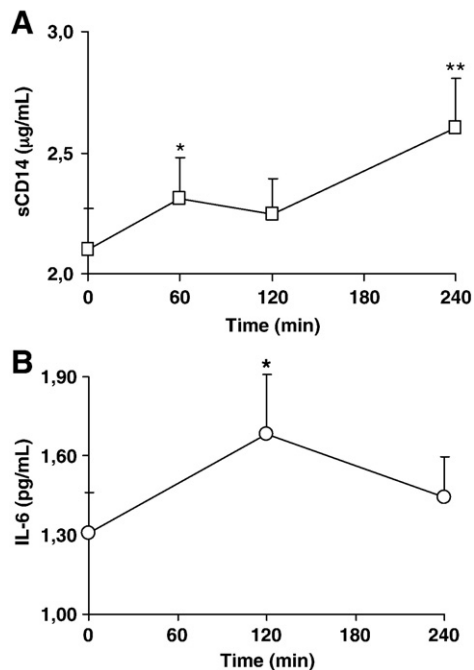 A
3,0
2,5
2,0
sCD14 (μg/mL)
*
**
0 60 120 180 240
Time (min)
B
1,90
1,60
1,30
1,00
IL-6 (pg/mL)
*
0 60 120 180 240
Time (min)